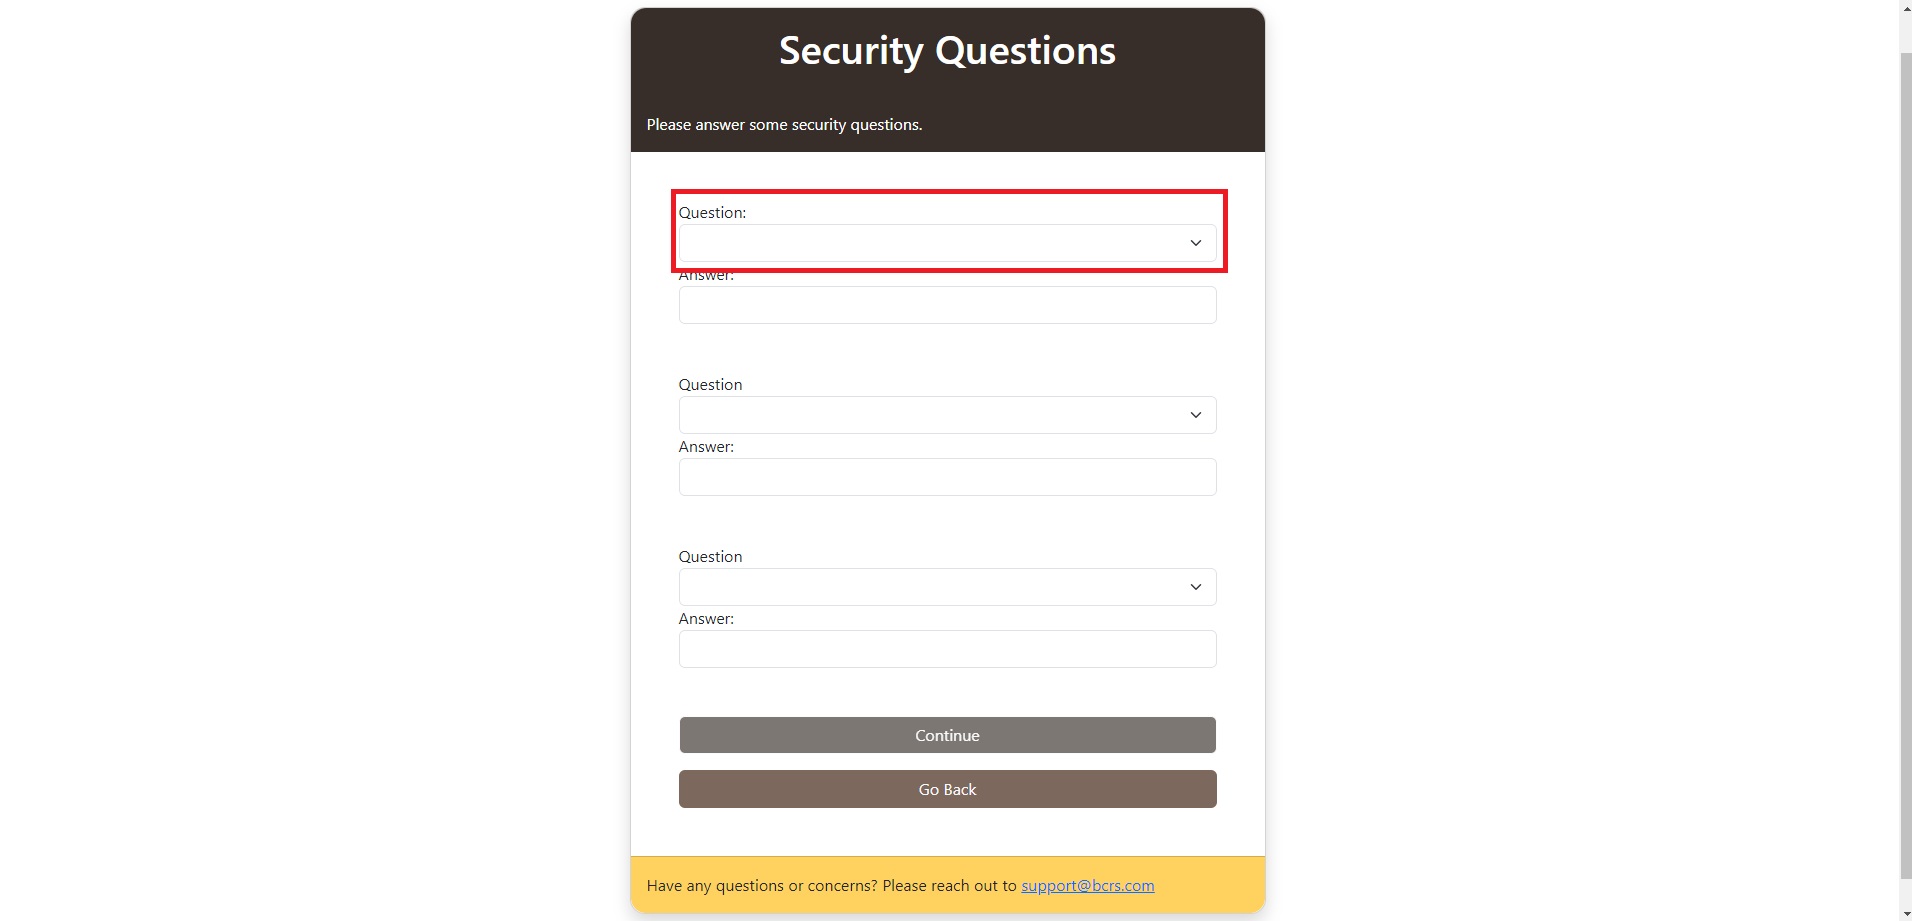 Security Questions
Please answer some security questions.
Question:
Answer:
Question
Answer:
Question
Answer:
Continue
Go Back
Have any questions or concerns? Please reach out to support@bcrs.com